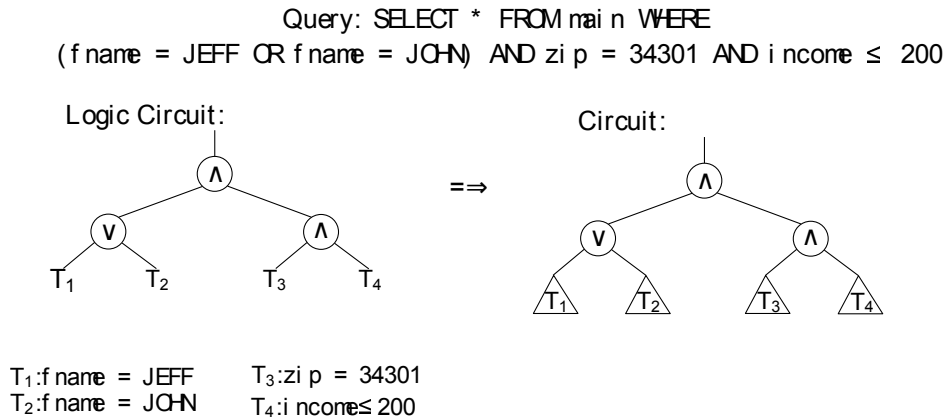 Query: SELECT * FROM main WHERE
(fname = JEFF OR fname = JOHN) AND zip = 34301 AND income ≤ 200
Logic Circuit:
Circuit:
∧
∨
∧
T1
T2
T3
T4
=⇒
∧
∨
∧
T1
T2
T3
T4
T1:fname = JEFF
T3:zip = 34301
T2:fname = JOHN
T4:income≤200